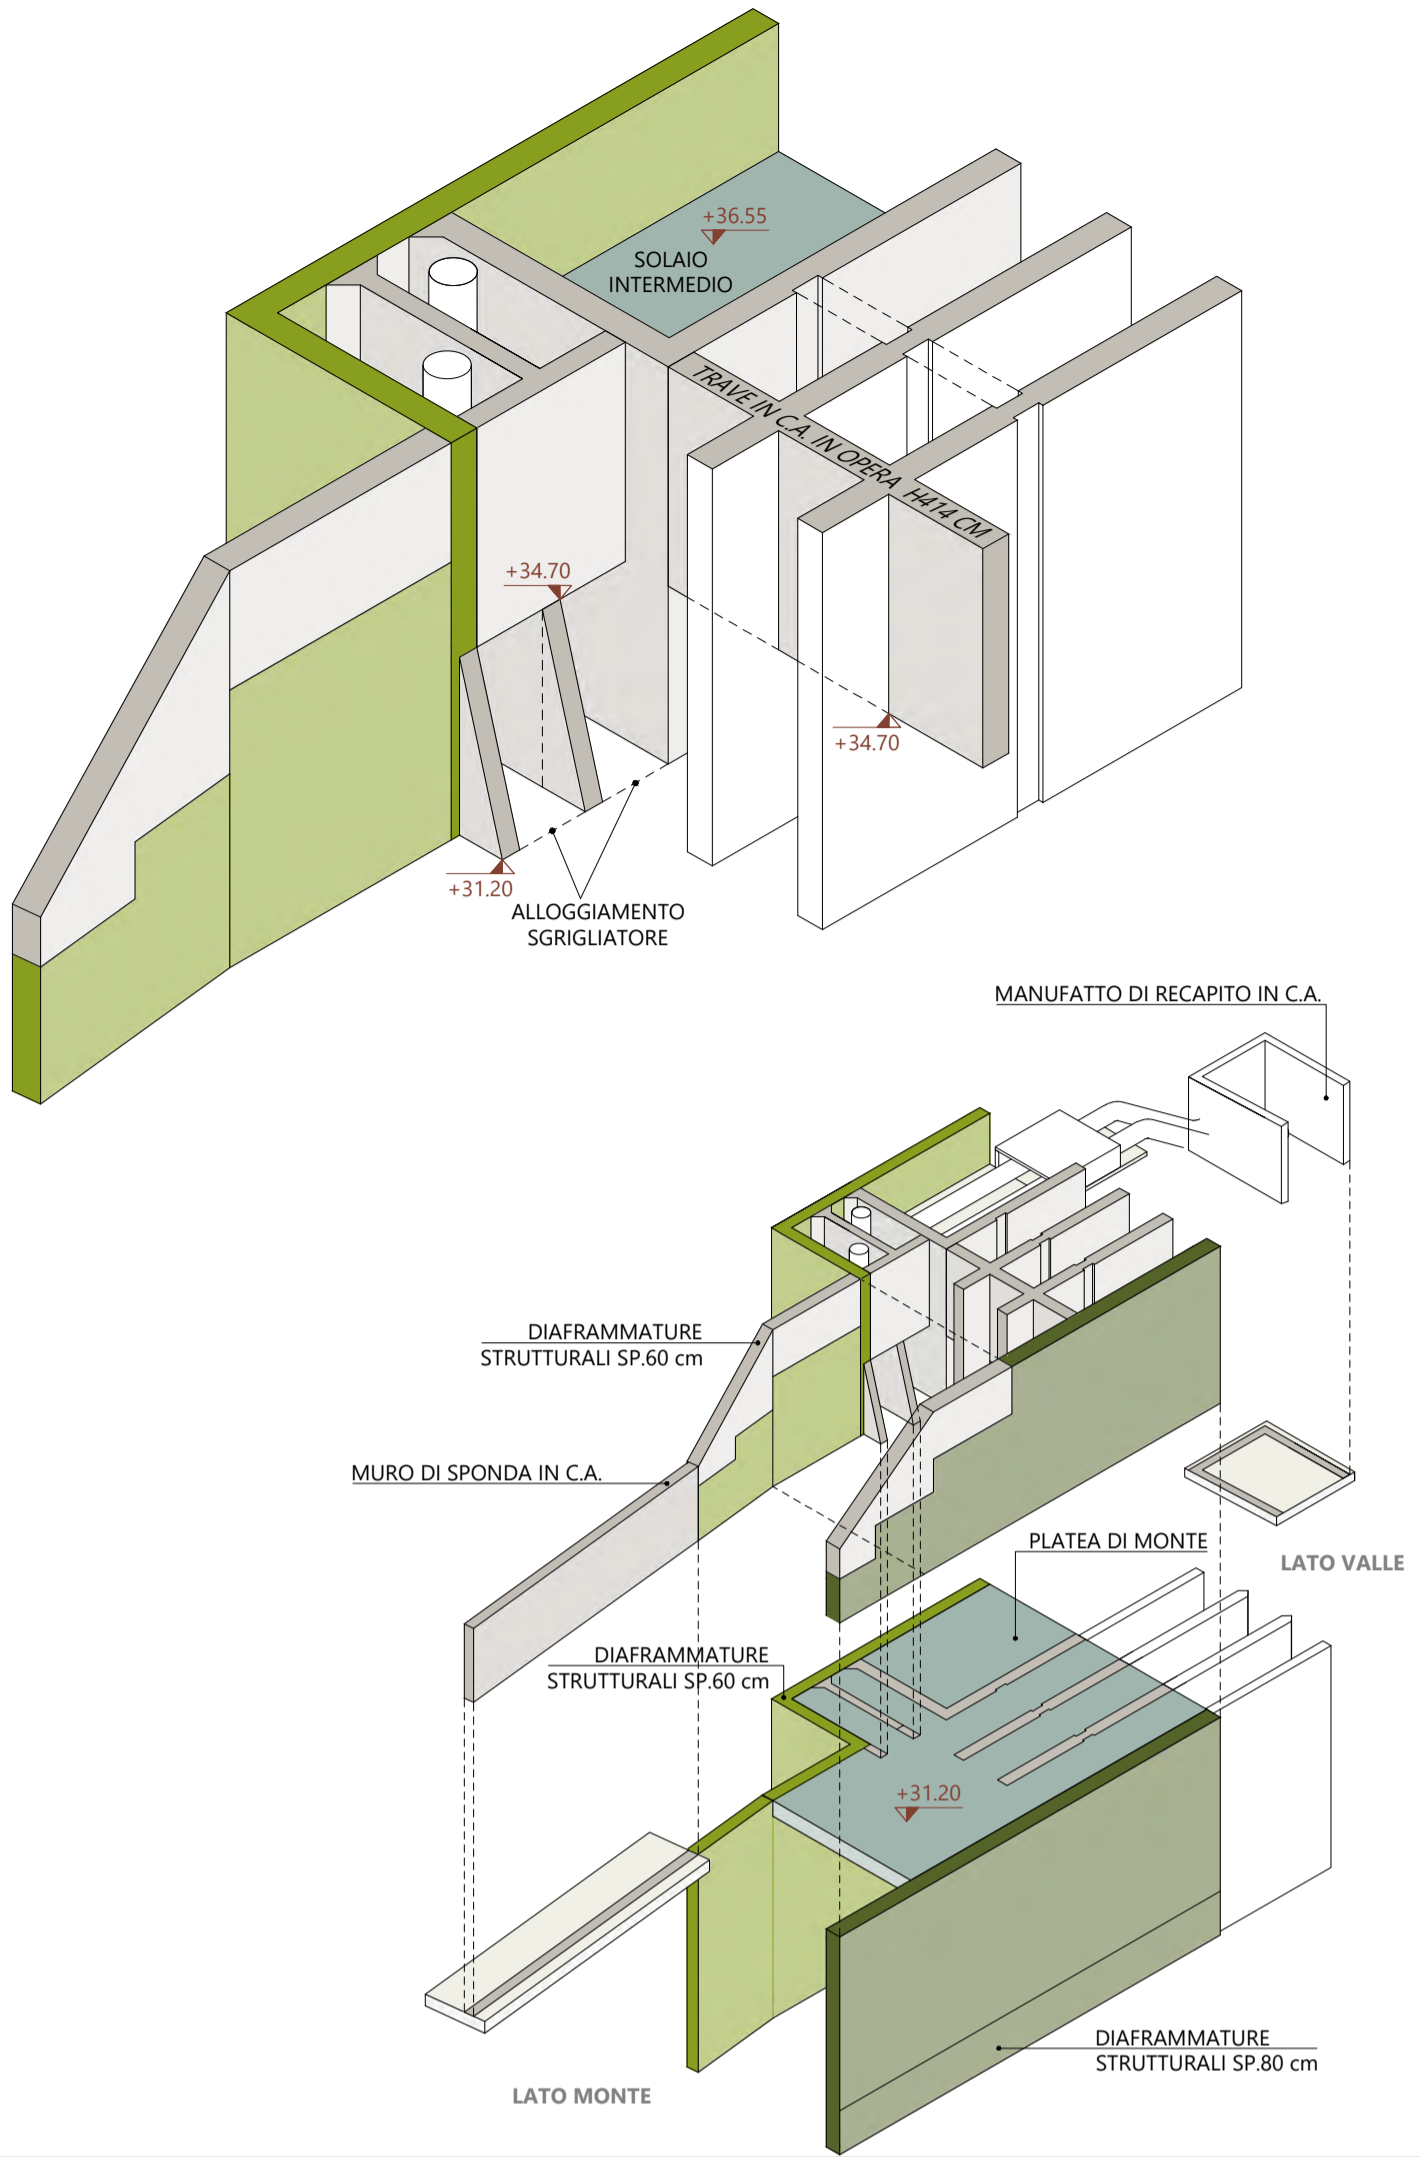 +36.55
SOLAIO
INTERMEDIO
TRAVE IN C.A. IN OPERA H414 CM
+34.70
+34.70
+31.20
ALLOGGIAMENTO
SGRIGLIATORE
MANUFATTO DI RECAPITO IN C.A.
DIAFRAMMATURE
STRUTTURALI SP.60 cm
MURO DI SPONDA IN C.A.
PLATEA DI MONTE
LATO VALLE
DIAFRAMMATURE
STRUTTURALI SP.60 cm
+31.20
DIAFRAMMATURE
STRUTTURALI SP.80 cm
LATO MONTE